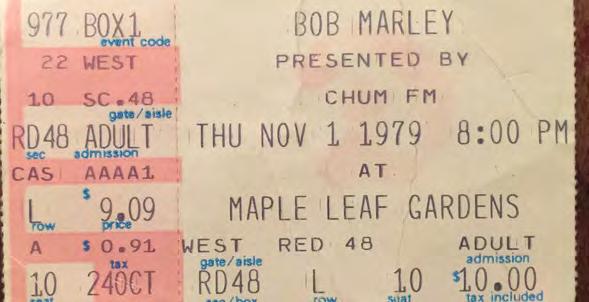 977 BOX1 BOB MARLEY
event code
22 WEST PRESENTED BY
10 SC.48 CHUM FM
gate/aisle
RD48 ADULT THU NOV 1 1979 8:00 PM
sec admission
CAS AAAA1 AT
L $ 9.09 MAPLE LEAF GARDENS
row price
A $ 0.91 WEST RED 48 ADULT
tax gate/aisle admission
10 24OCT RD48 L 10 $10.00
seat sec/box row seat tax included